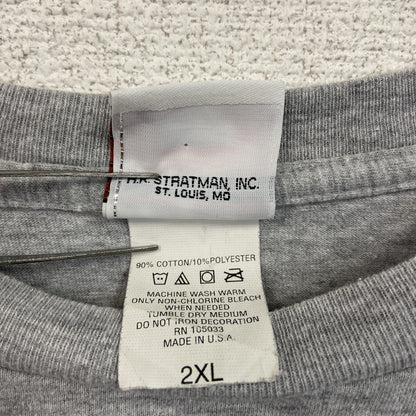 STRATMAN, INC.
ST. LOUIS, MO
90% COTTON/10% POLYESTER
MACHINE WASH WARM
ONLY NON-CHLORINE BLEACH
WHEN NEEDED
TUMBLE DRY MEDIUM
DO NOT IRON DECORATION
RN 105033
MADE IN U.S.A.
2XL